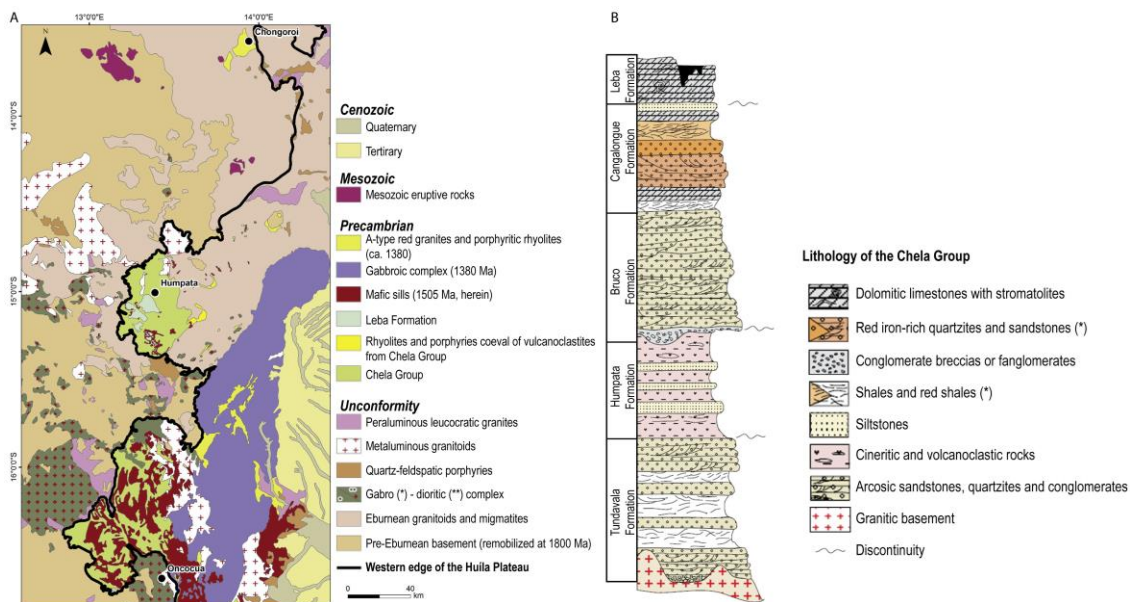 A
13°0'0"E
14°0'0"E
N
Chongoroi
14°0'0"S
Humpata
15°0'0"S
16°0'0"S
Oncocua
Cenozoic
Quaternary
Tertirary
Mesozoic
Mesozoic eruptive rocks
Precambrian
A-type red granites and porphyritic rhyolites
(ca. 1380)
Gabbroic complex (1380 Ma)
Mafic sills (1505 Ma, herein)
Leba Formation
Rhyolites and porphyries coeval of vulcanoclastites
from Chela Group
Chela Group
Unconformity
Peraluminous leucocratic granites
Metaluminous granitoids
Quartz-feldspatic porphyries
Gabro (*) - dioritic (**) complex
Eburnean granitoids and migmatites
Pre-Eburnean basement (remobilized at 1800 Ma)
Western edge of the Huíla Plateau
0 40
km
B
Leba
Formation
Cangalongue
Formation
Bruco
Formation
Humpata
Formation
Tundavala
Formation
Lithology of the Chela Group
Dolomitic limestones with stromatolites
Red iron-rich quartzites and sandstones (*)
Conglomerate breccias or fanglomerates
Shales and red shales (*)
Siltstones
Cineritic and volcanoclastic rocks
Arcosic sandstones, quartzites and conglomerates
Granitic basement
Discontinuity